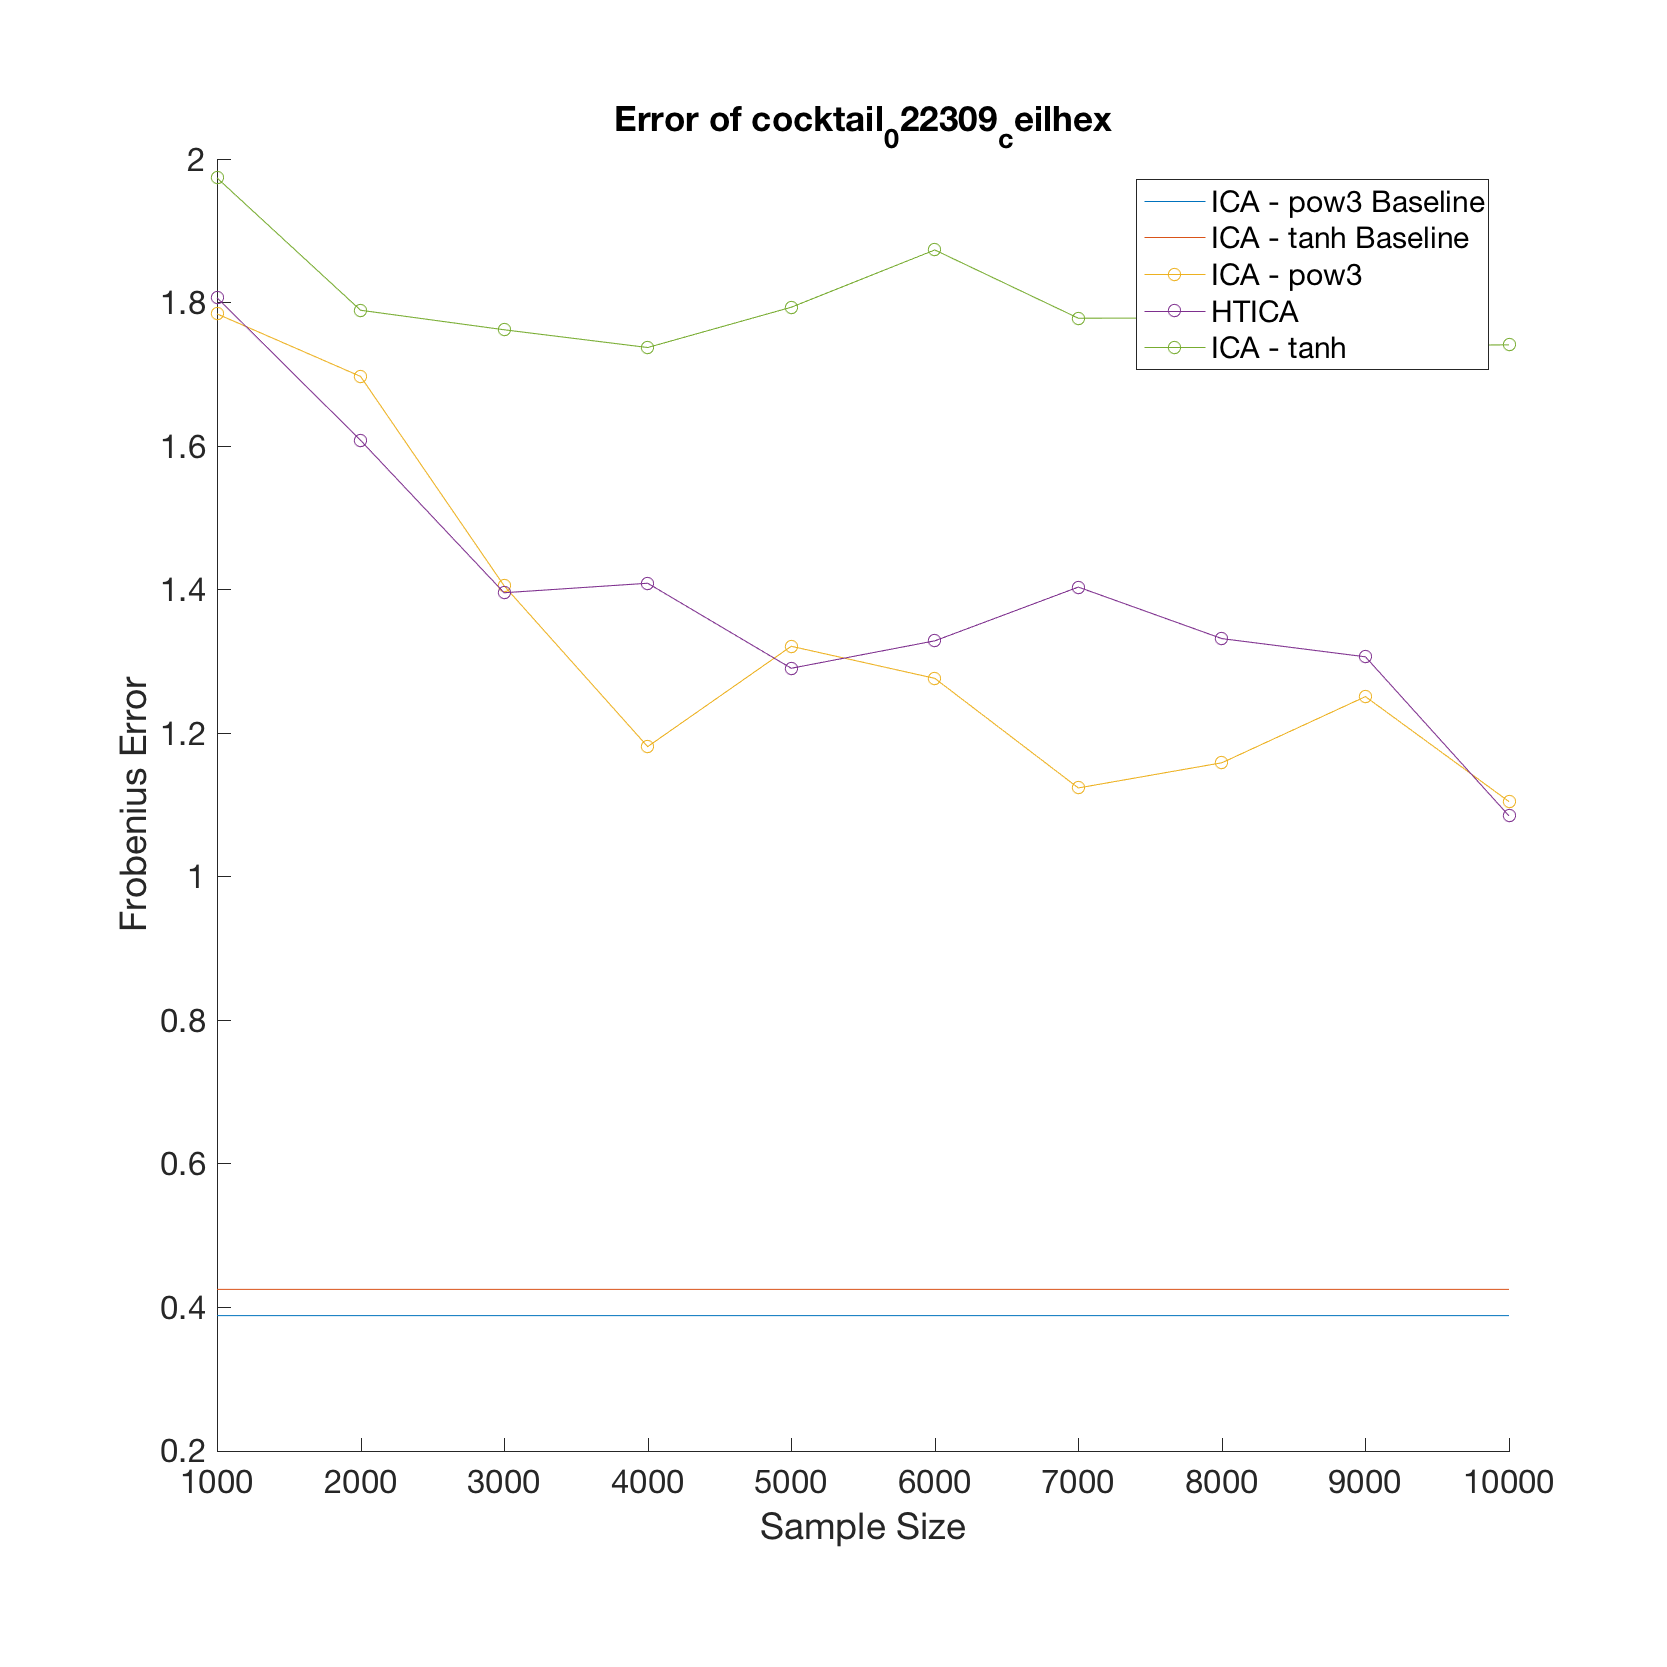 Error of cocktail_022309_ceilhex
2
1.8
1.6
1.4
1.2
1
0.8
0.6
0.4
0.2
Frobenius Error
ICA - pow3 Baseline
ICA - tanh Baseline
ICA - pow3
HTICA
ICA - tanh
1000 2000 3000 4000 5000 6000 7000 8000 9000 10000
Sample Size